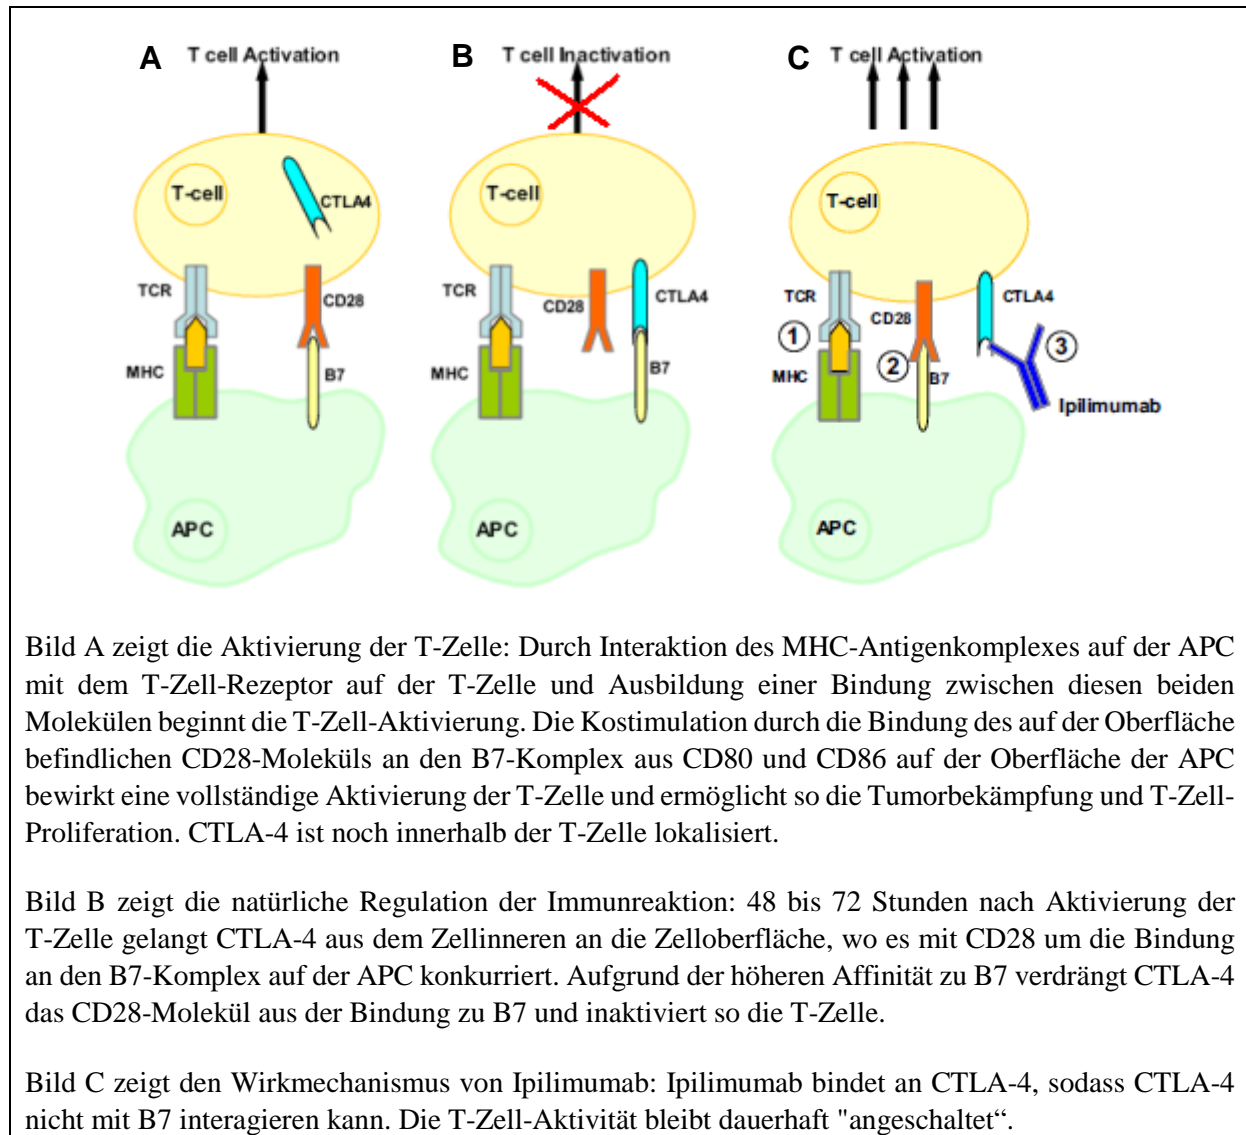 A T cell Activation
B T cell Inactivation
C T cell Activation
T-cell
CTLA4
TCR
CD28
MHC
B7
APC
T-cell
TCR
CD28
CTLA4
MHC
B7
APC
T-cell
TCR
CD28
CTLA4
1
2
3
MHC
B7
Ipilimumab
APC
Bild A zeigt die Aktivierung der T-Zelle: Durch Interaktion des MHC-Antigenkomplexes auf der APC
mit dem T-Zell-Rezeptor auf der T-Zelle und Ausbildung einer Bindung zwischen diesen beiden
Molekülen beginnt die T-Zell-Aktivierung. Die Kostimulation durch die Bindung des auf der Oberfläche
befindlichen CD28-Moleküls an den B7-Komplex aus CD80 und CD86 auf der Oberfläche der APC
bewirkt eine vollständige Aktivierung der T-Zelle und ermöglicht so die Tumorbekämpfung und T-Zell-
Proliferation. CTLA-4 ist noch innerhalb der T-Zelle lokalisiert.
Bild B zeigt die natürliche Regulation der Immunreaktion: 48 bis 72 Stunden nach Aktivierung der
T-Zelle gelangt CTLA-4 aus dem Zellinneren an die Zelloberfläche, wo es mit CD28 um die Bindung
an den B7-Komplex auf der APC konkurriert. Aufgrund der höheren Affinität zu B7 verdrängt CTLA-4
das CD28-Molekül aus der Bindung zu B7 und inaktiviert so die T-Zelle.
Bild C zeigt den Wirkmechanismus von Ipilimumab: Ipilimumab bindet an CTLA-4, sodass CTLA-4
nicht mit B7 interagieren kann. Die T-Zell-Aktivität bleibt dauerhaft "angeschaltet“.